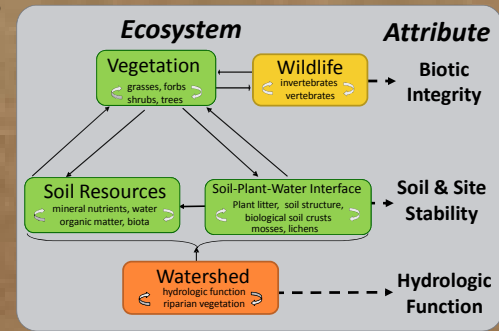 Ecosystem
Attribute
Vegetation
grasses, forbs
shrubs, trees
Wildlife
invertebrates
vertebrates
Biotic
Integrity
Soil Resources
mineral nutrients, water
organic matter, biota
Soil-Plant-Water Interface
Plant litter, soil structure,
biological soil crusts
mosses, lichens
Soil & Site
Stability
Watershed
hydrologic function
riparian vegetation
Hydrologic
Function